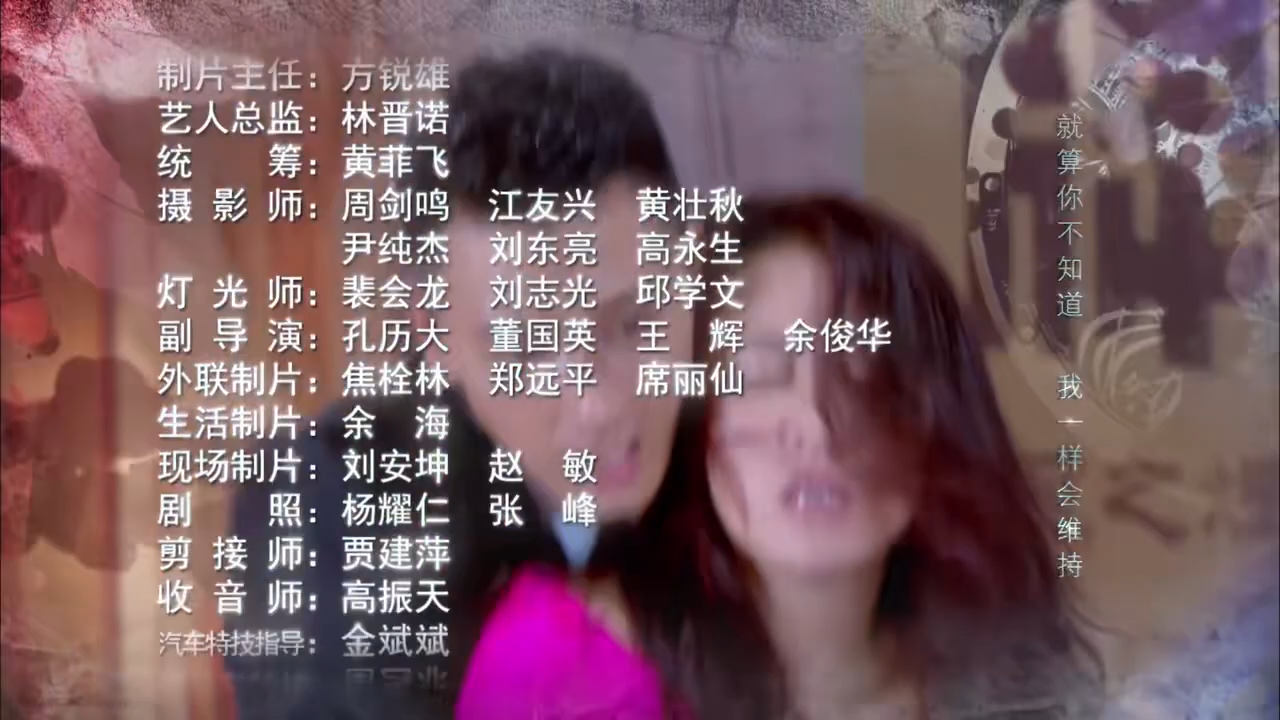 制片主任：方锐雄
艺人总监：林晋诺
统　　筹：黄菲飞
摄 影 师：周剑鸣　江友兴　黄壮秋
尹纯杰　刘东亮　高永生
灯 光 师：裴会龙　刘志光　邱学文
副 导 演：孔历大　董国英　王　辉　余俊华
外联制片：焦栓林　郑远平　席丽仙
生活制片：余　海
现场制片：刘安坤　赵　敏
剧　　照：杨耀仁　张　峰
剪 接 师：贾建萍
收 音 师：高振天
汽车特技指导：金斌斌
就算你不知道　我一样会维持